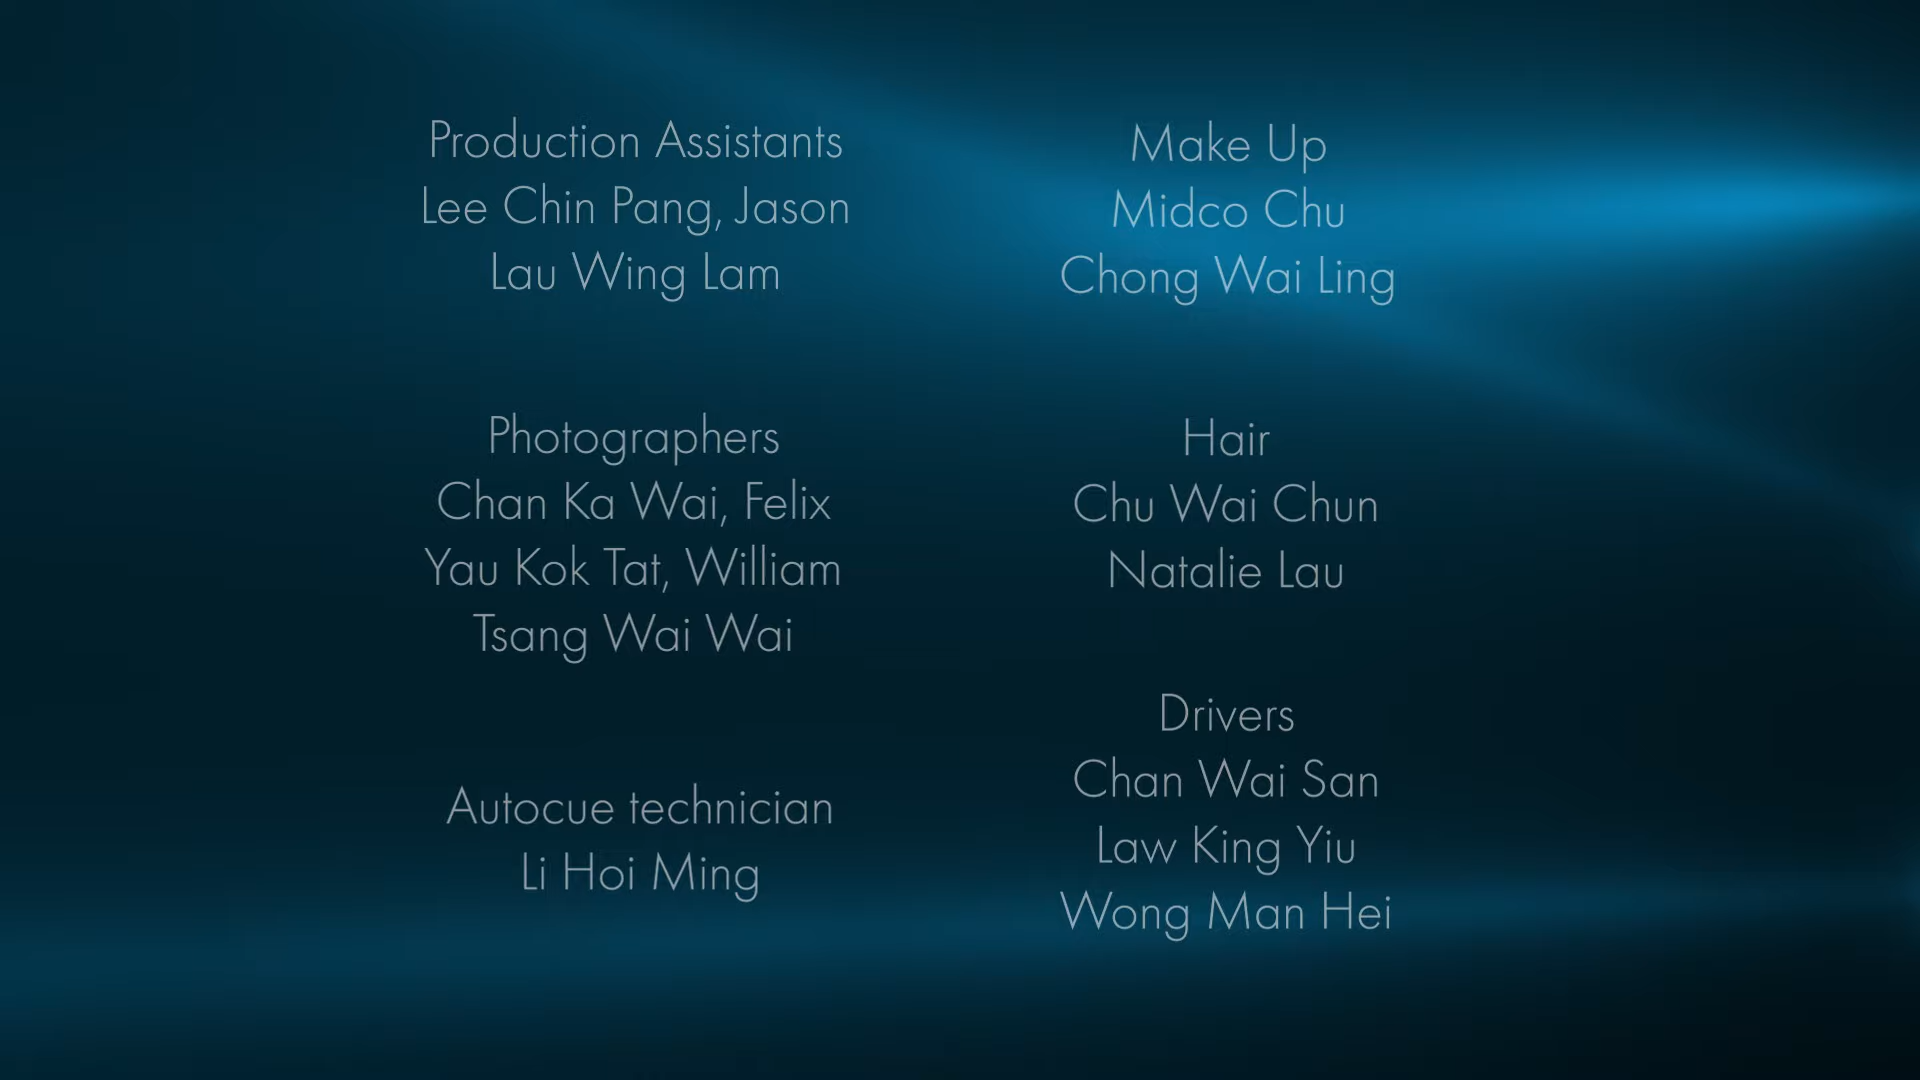 Production Assistants
Lee Chin Pang, Jason
Lau Wing Lam
Photographers
Chan Ka Wai, Felix
Yau Kok Tat, William
Tsang Wai Wai
Autocue technician
Li Hoi Ming
Make Up
Midco Chu
Chong Wai Ling
Hair
Chu Wai Chun
Natalie Lau
Drivers
Chan Wai San
Law King Yiu
Wong Man Hei